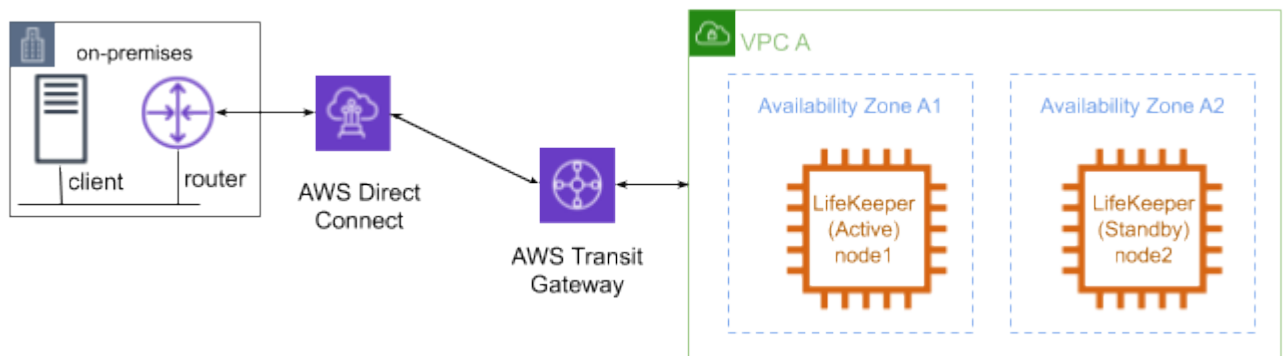 on-premises
client
router
AWS Direct
Connect
AWS Transit
Gateway
VPC A
Availability Zone A1
LifeKeeper
(Active)
node1
Availability Zone A2
LifeKeeper
(Standby)
node2